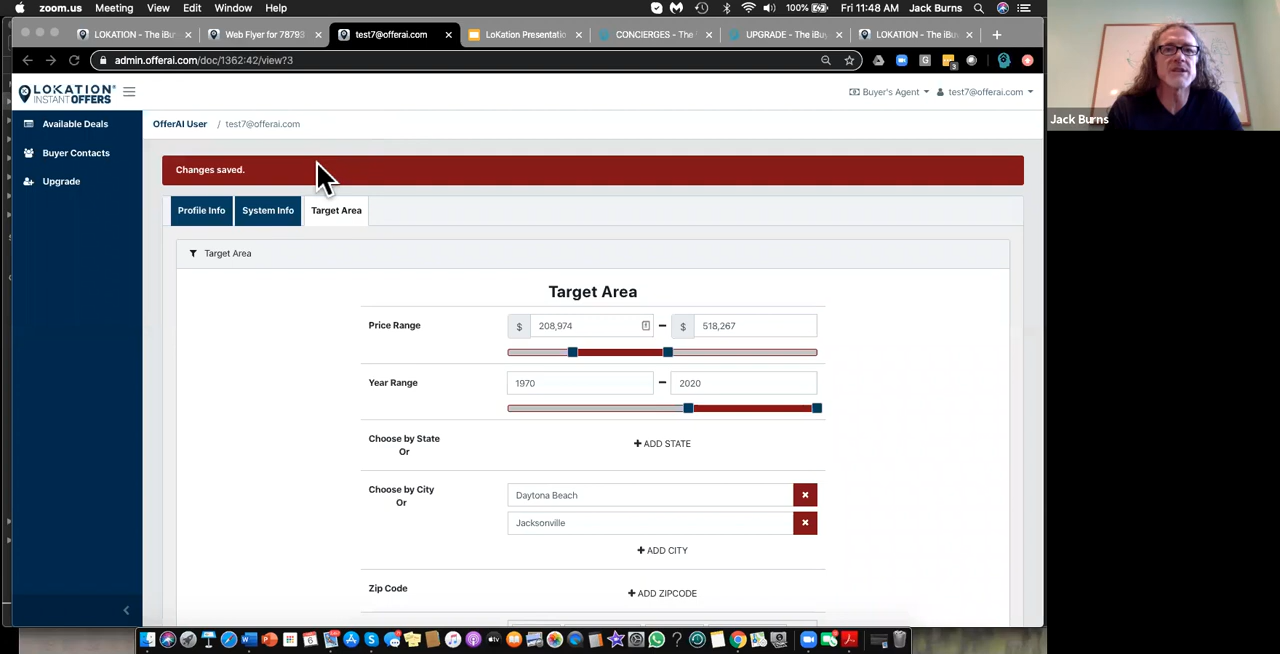 zoom.us Meeting View Edit Window Help 100% Fri 11:48 AM Jack Burns
LOKATION - The iBu Web Flyer for 78793 test7@offerai.com LoKation Presentatio CONCIERGES - The UPGRADE - The iBuy LOKATION - The iBuy
admin.offerai.com/doc/1362:42/view?3
LOKATION
INSTANT OFFERS
Buyer's Agent test7@offerai.com
Available Deals
Buyer Contacts
Upgrade
OfferAI User / test7@offerai.com
Changes saved.
Profile Info System Info Target Area
Target Area
Target Area
Price Range $ 208,974 – $ 518,267
Year Range 1970 – 2020
Choose by State
Or
+ ADD STATE
Choose by City
Or
Daytona Beach
Jacksonville
+ ADD CITY
Zip Code + ADD ZIPCODE
Jack Burns